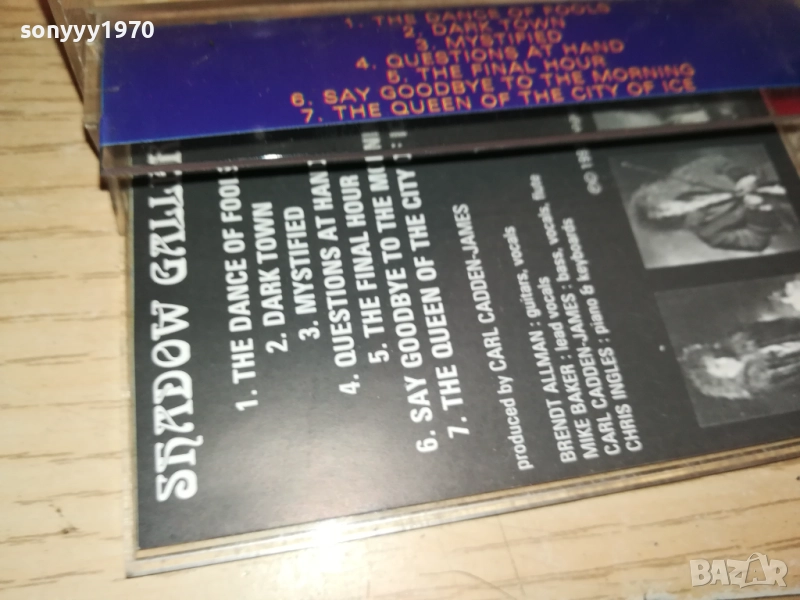 sonyyy1970
1. THE DANCE OF FOOLS
2. DARK TOWN
3. MYSTIFIED
4. QUESTIONS AT HAND
5. THE FINAL HOUR
6. SAY GOODBYE TO THE MORNING
7. THE QUEEN OF THE CITY OF ICE
SHADOW
1. THE DANCE OF FOOLS
2. DARK TOWN
3. MYSTIFIED
4. QUESTIONS AT HAN
5. THE FINAL HOUR
6. SAY GOODBYE TO THE
7. THE QUEEN OF THE CITY
produced by CARL CADDEN-JAMES
BRENDT ALLMAN : guitars, vocals
MIKE BAKER : lead vocals
CARL CADDEN-JAMES : bass, vocals, flute
CHRIS INGLES : piano & keyboards
BAZAR